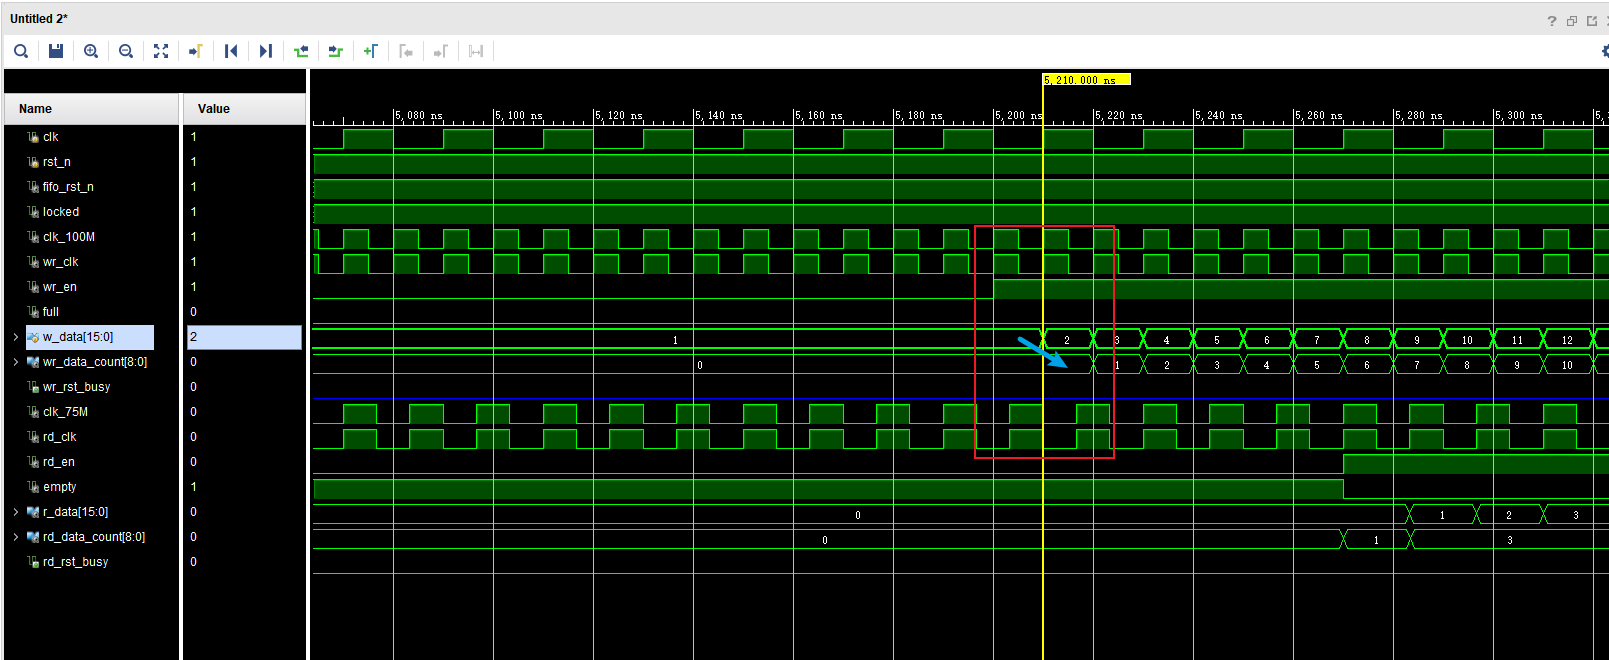 Untitled 2*
5,210.000 ns
Name Value
5,080 ns 5,100 ns 5,120 ns 5,140 ns 5,160 ns 5,180 ns 5,200 ns 5,220 ns 5,240 ns 5,260 ns 5,280 ns 5,300 ns
clk 1
rst_n 1
fifo_rst_n 1
locked 1
clk_100M 1
wr_clk 1
wr_en 1
full 0
w_data[15:0] 2 1 2 3 4 5 6 7 8 9 10 11 12
wr_data_count[8:0] 0 0 1 2 3 4 5 6 7 8 9 10
wr_rst_busy 0
clk_75M 0
rd_clk 0
rd_en 0
empty 1
r_data[15:0] 0 0 1 2 3
rd_data_count[8:0] 0 0 1 3
rd_rst_busy 0